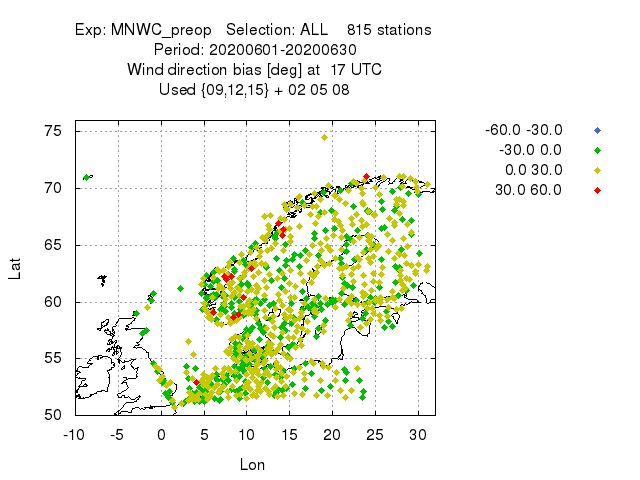 Exp: MNWC_preop   Selection: ALL    815 stations
Period: 20200601-20200630
Wind direction bias [deg] at  17 UTC
Used {09,12,15} + 02 05 08
-60.0 -30.0
-30.0 0.0
0.0 30.0
30.0 60.0
75
70
65
60
55
50
Lat
-10 -5 0 5 10 15 20 25 30
Lon